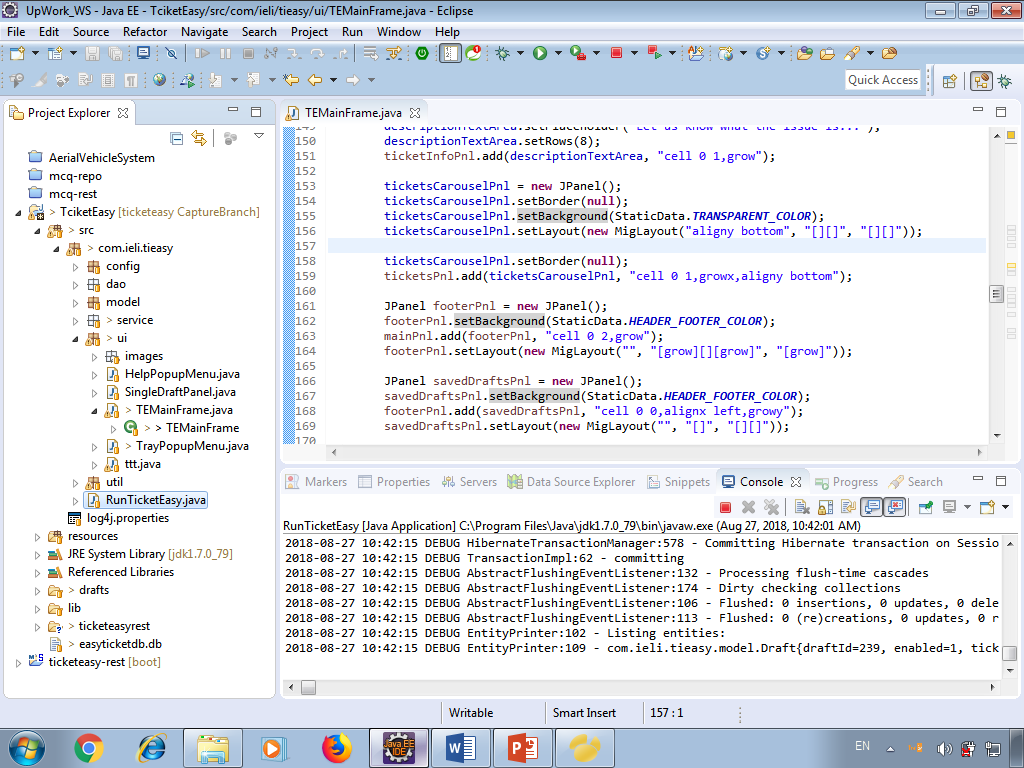 UpWork_WS - Java EE - TciketEasy/src/com/ieli/tieasy/ui/TEMainFrame.java - Eclipse
File Edit Source Refactor Navigate Search Project Run Window Help
Quick Access
Project Explorer
AerialVehicleSystem
mcq-repo
mcq-rest
> TciketEasy [ticketeasy CaptureBranch]
> src
> com.ieli.tieasy
config
dao
model
> service
> ui
images
HelpPopupMenu.java
SingleDraftPanel.java
> TEMainFrame.java
> > TEMainFrame
> TrayPopupMenu.java
ttt.java
util
RunTicketEasy.java
log4j.properties
resources
JRE System Library [jdk1.7.0_79]
Referenced Libraries
> drafts
lib
> ticketeasyrest
> easyticketdb.db
ticketeasy-rest [boot]
TEMainFrame.java
149 descriptionTextArea.setPlaceholder("Let us know what the issue is...");
150 descriptionTextArea.setRows(8);
151 ticketInfoPnl.add(descriptionTextArea, "cell 0 1,grow");
152
153 ticketsCarouselPnl = new JPanel();
154 ticketsCarouselPnl.setBorder(null);
155 ticketsCarouselPnl.setBackground(StaticData.TRANSPARENT_COLOR);
156 ticketsCarouselPnl.setLayout(new MigLayout("aligny bottom", "[][]", "[][]"));
157
158 ticketsCarouselPnl.setBorder(null);
159 ticketsPnl.add(ticketsCarouselPnl, "cell 0 1,growx,aligny bottom");
160
161 JPanel footerPnl = new JPanel();
162 footerPnl.setBackground(StaticData.HEADER_FOOTER_COLOR);
163 mainPnl.add(footerPnl, "cell 0 2,grow");
164 footerPnl.setLayout(new MigLayout("", "[grow][][grow]", "[grow]"));
165
166 JPanel savedDraftsPnl = new JPanel();
167 savedDraftsPnl.setBackground(StaticData.HEADER_FOOTER_COLOR);
168 footerPnl.add(savedDraftsPnl, "cell 0 0,alignx left,growy");
169 savedDraftsPnl.setLayout(new MigLayout("", "[]", "[][]"));
170
Markers Properties Servers Data Source Explorer Snippets Console Progress Search
RunTicketEasy [Java Application] C:\Program Files\Java\jdk1.7.0_79\bin\javaw.exe (Aug 27, 2018, 10:42:01 AM)
2018-08-27 10:42:15 DEBUG HibernateTransactionManager:578 - Committing Hibernate transaction on Sessio
2018-08-27 10:42:15 DEBUG TransactionImpl:62 - committing
2018-08-27 10:42:15 DEBUG AbstractFlushingEventListener:132 - Processing flush-time cascades
2018-08-27 10:42:15 DEBUG AbstractFlushingEventListener:174 - Dirty checking collections
2018-08-27 10:42:15 DEBUG AbstractFlushingEventListener:106 - Flushed: 0 insertions, 0 updates, 0 dele
2018-08-27 10:42:15 DEBUG AbstractFlushingEventListener:113 - Flushed: 0 (re)creations, 0 updates, 0 r
2018-08-27 10:42:15 DEBUG EntityPrinter:102 - Listing entities:
2018-08-27 10:42:15 DEBUG EntityPrinter:109 - com.ieli.tieasy.model.Draft{draftId=239, enabled=1, tick
Writable Smart Insert 157 : 1
Java EE
IDE
EN